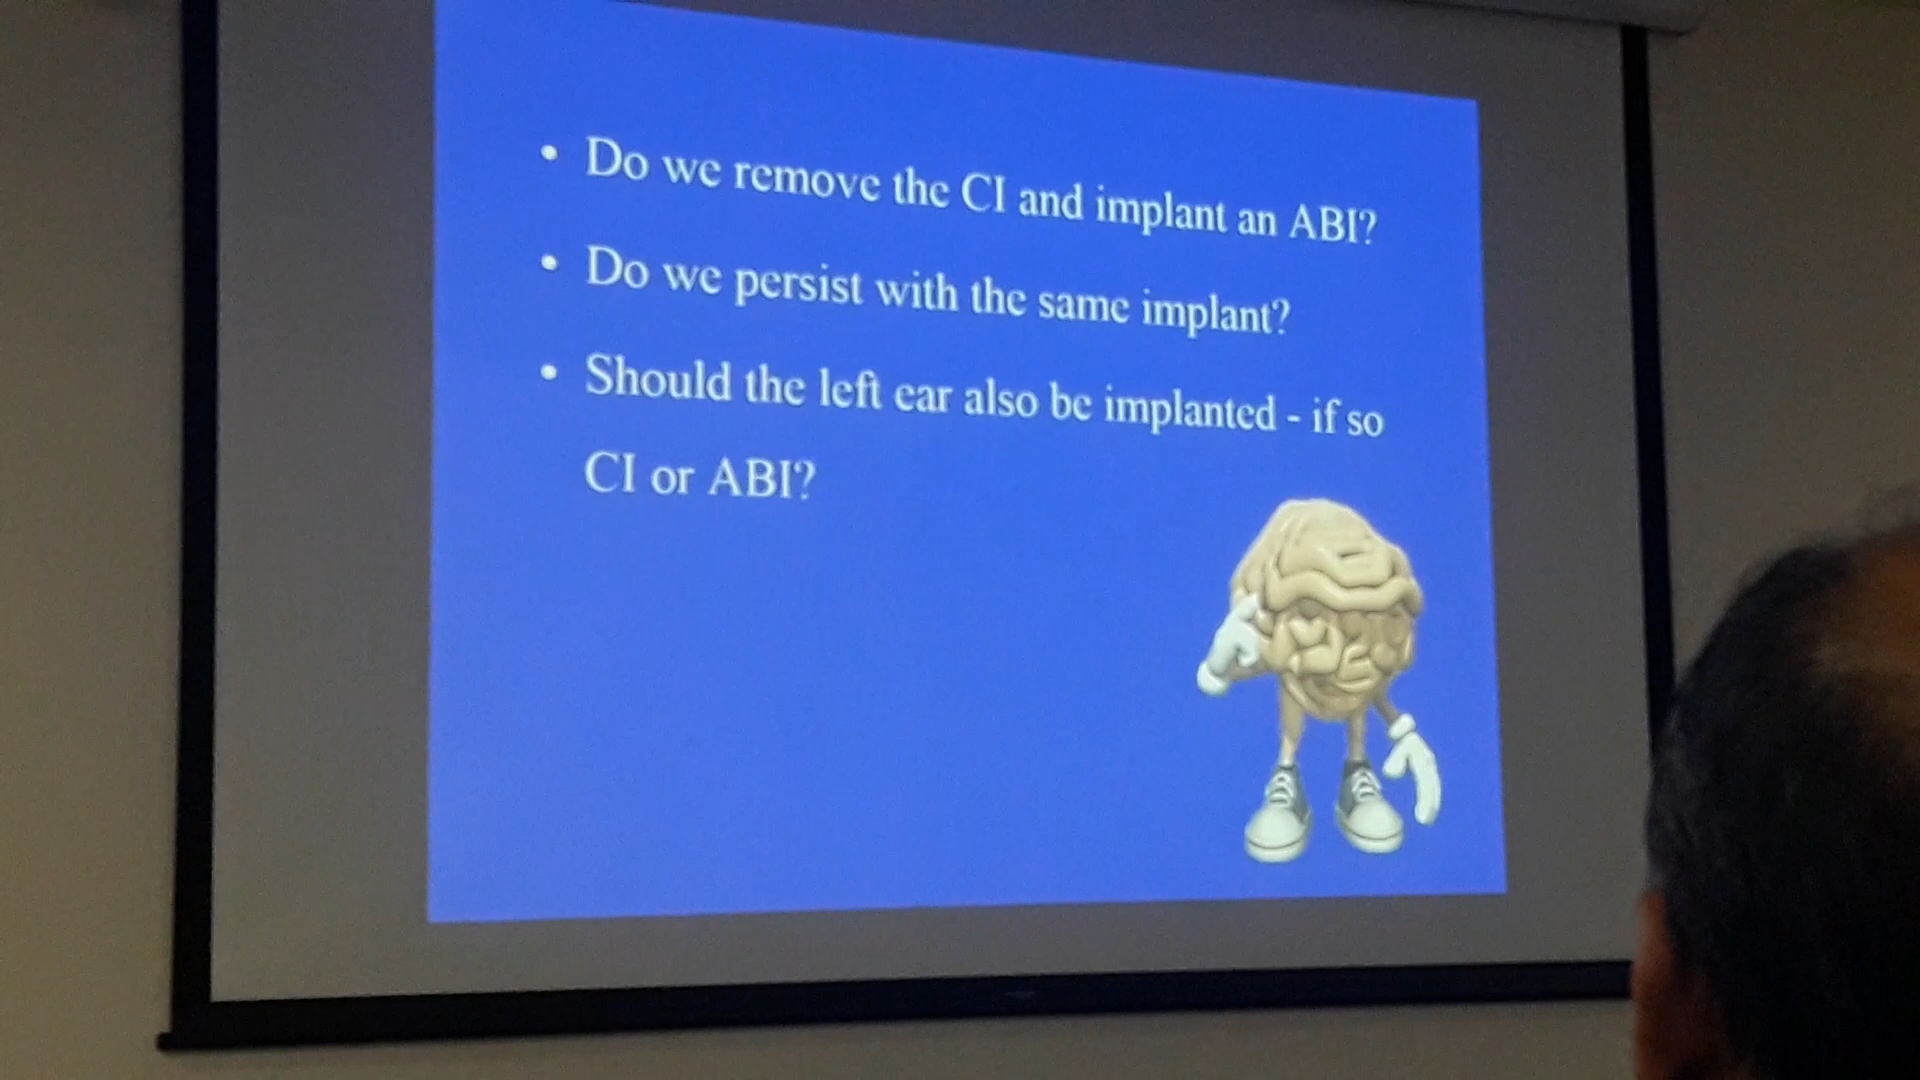 • Do we remove the CI and implant an ABI?
• Do we persist with the same implant?
• Should the left ear also be implanted - if so
CI or ABI?